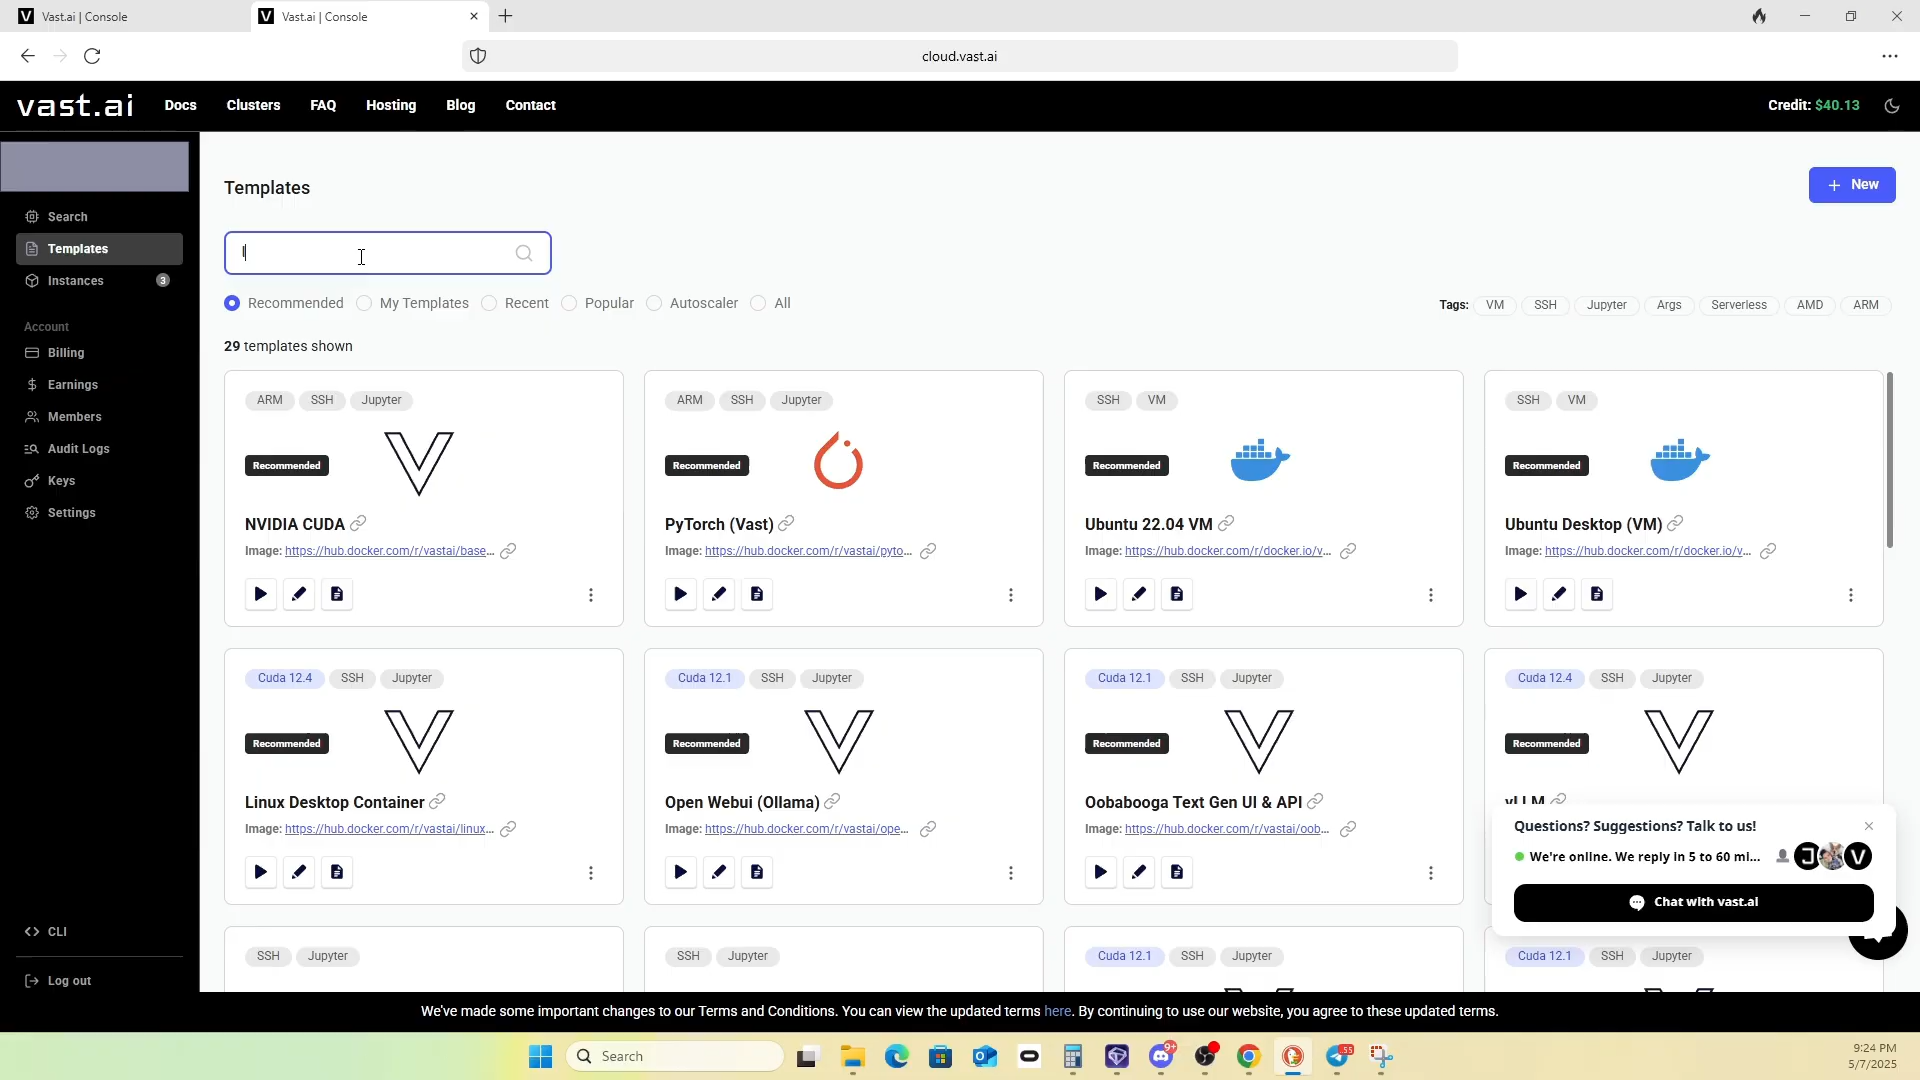 Vast.ai | Console
Vast.ai | Console
cloud.vast.ai
vast.ai
Docs
Clusters
FAQ
Hosting
Blog
Contact
Credit: $40.13
Search
Templates
Instances
3
Account
Billing
Earnings
Members
Audit Logs
Keys
Settings
CLI
Log out
Templates
New
l
Recommended
My Templates
Recent
Popular
Autoscaler
All
Tags:
VM
SSH
Jupyter
Args
Serverless
AMD
ARM
29 templates shown
ARM
SSH
Jupyter
Recommended
NVIDIA CUDA
Image: https://hub.docker.com/r/vastai/base...
ARM
SSH
Jupyter
Recommended
PyTorch (Vast)
Image: https://hub.docker.com/r/vastai/pyto...
SSH
VM
Recommended
Ubuntu 22.04 VM
Image: https://hub.docker.com/r/docker.io/v...
SSH
VM
Recommended
Ubuntu Desktop (VM)
Image: https://hub.docker.com/r/docker.io/v...
Cuda 12.4
SSH
Jupyter
Recommended
Linux Desktop Container
Image: https://hub.docker.com/r/vastai/linux...
Cuda 12.1
SSH
Jupyter
Recommended
Open Webui (Ollama)
Image: https://hub.docker.com/r/vastai/ope...
Cuda 12.1
SSH
Jupyter
Recommended
Oobabooga Text Gen UI & API
Image: https://hub.docker.com/r/vastai/oob...
Cuda 12.4
SSH
Jupyter
Recommended
vLLM
Questions? Suggestions? Talk to us!
We're online. We reply in 5 to 60 mi...
J
V
Chat with vast.ai
SSH
Jupyter
SSH
Jupyter
Cuda 12.1
SSH
Jupyter
Cuda 12.1
SSH
Jupyter
We've made some important changes to our Terms and Conditions. You can view the updated terms here. By continuing to use our website, you agree to these updated terms.
Search
9+
55
9:24 PM
5/7/2025